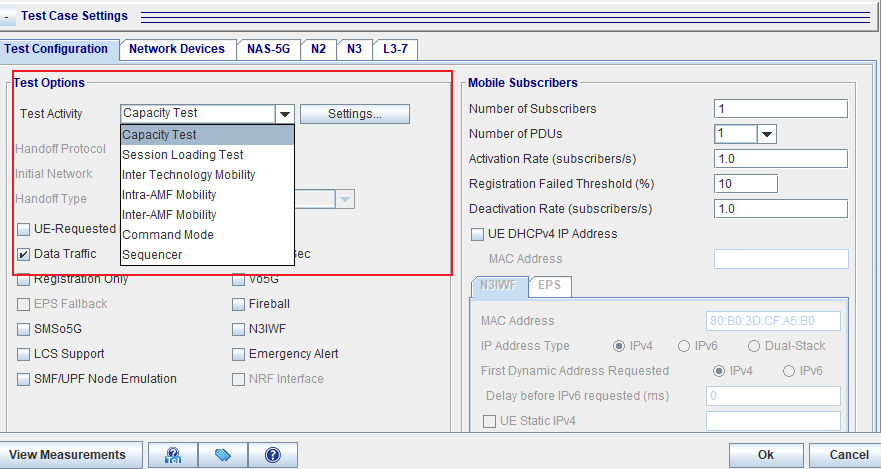 - Test Case Settings
Test Configuration Network Devices NAS-5G N2 N3 L3-7
Test Options
Test Activity Capacity Test Settings...
Capacity Test
Session Loading Test
Inter Technology Mobility
Intra-AMF Mobility
Inter-AMF Mobility
Command Mode
Sequencer
Handoff Protocol
Initial Network
Handoff Type
UE-Requested
Data Traffic ec
Registration Only Vo5G
EPS Fallback Fireball
SMSo5G N3IWF
LCS Support Emergency Alert
SMF/UPF Node Emulation NRF Interface
Mobile Subscribers
Number of Subscribers 1
Number of PDUs 1
Activation Rate (subscribers/s) 1.0
Registration Failed Threshold (%) 10
Deactivation Rate (subscribers/s) 1.0
UE DHCPv4 IP Address
MAC Address
N3IWF EPS
MAC Address 80:B0:3D:CF:A5:B0
IP Address Type IPv4 IPv6 Dual-Stack
First Dynamic Address Requested IPv4 IPv6
Delay before IPv6 requested (ms) 0
UE Static IPv4
View Measurements Tcl ? Ok Cancel